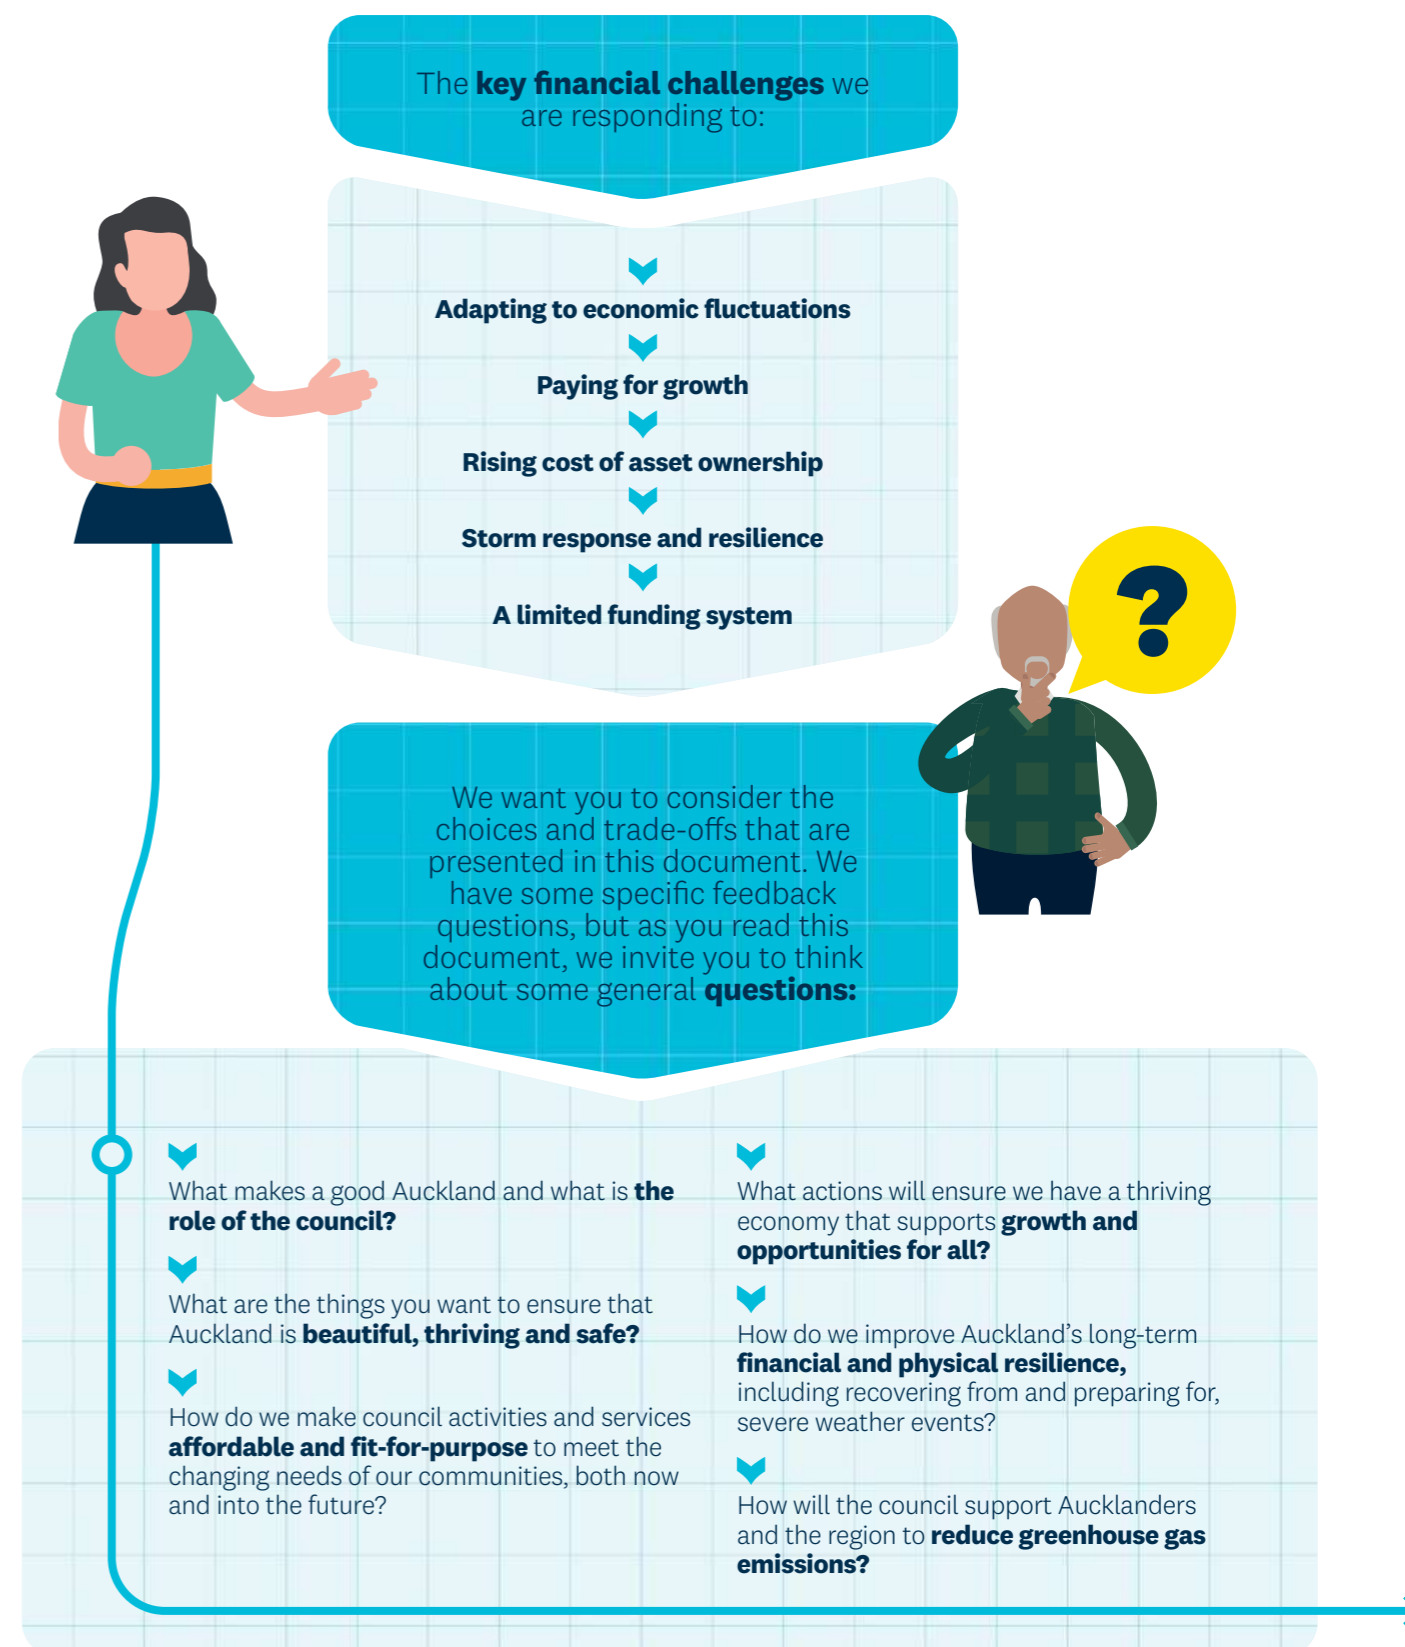 The key financial challenges we
are responding to:
Adapting to economic fluctuations
Paying for growth
Rising cost of asset ownership
Storm response and resilience
A limited funding system
?
We want you to consider the
choices and trade-offs that are
presented in this document. We
have some specific feedback
questions, but as you read this
document, we invite you to think
about some general questions:
What makes a good Auckland and what is the
role of the council?
What are the things you want to ensure that
Auckland is beautiful, thriving and safe?
How do we make council activities and services
affordable and fit-for-purpose to meet the
changing needs of our communities, both now
and into the future?
What actions will ensure we have a thriving
economy that supports growth and
opportunities for all?
How do we improve Auckland’s long-term
financial and physical resilience,
including recovering from and preparing for,
severe weather events?
How will the council support Aucklanders
and the region to reduce greenhouse gas
emissions?